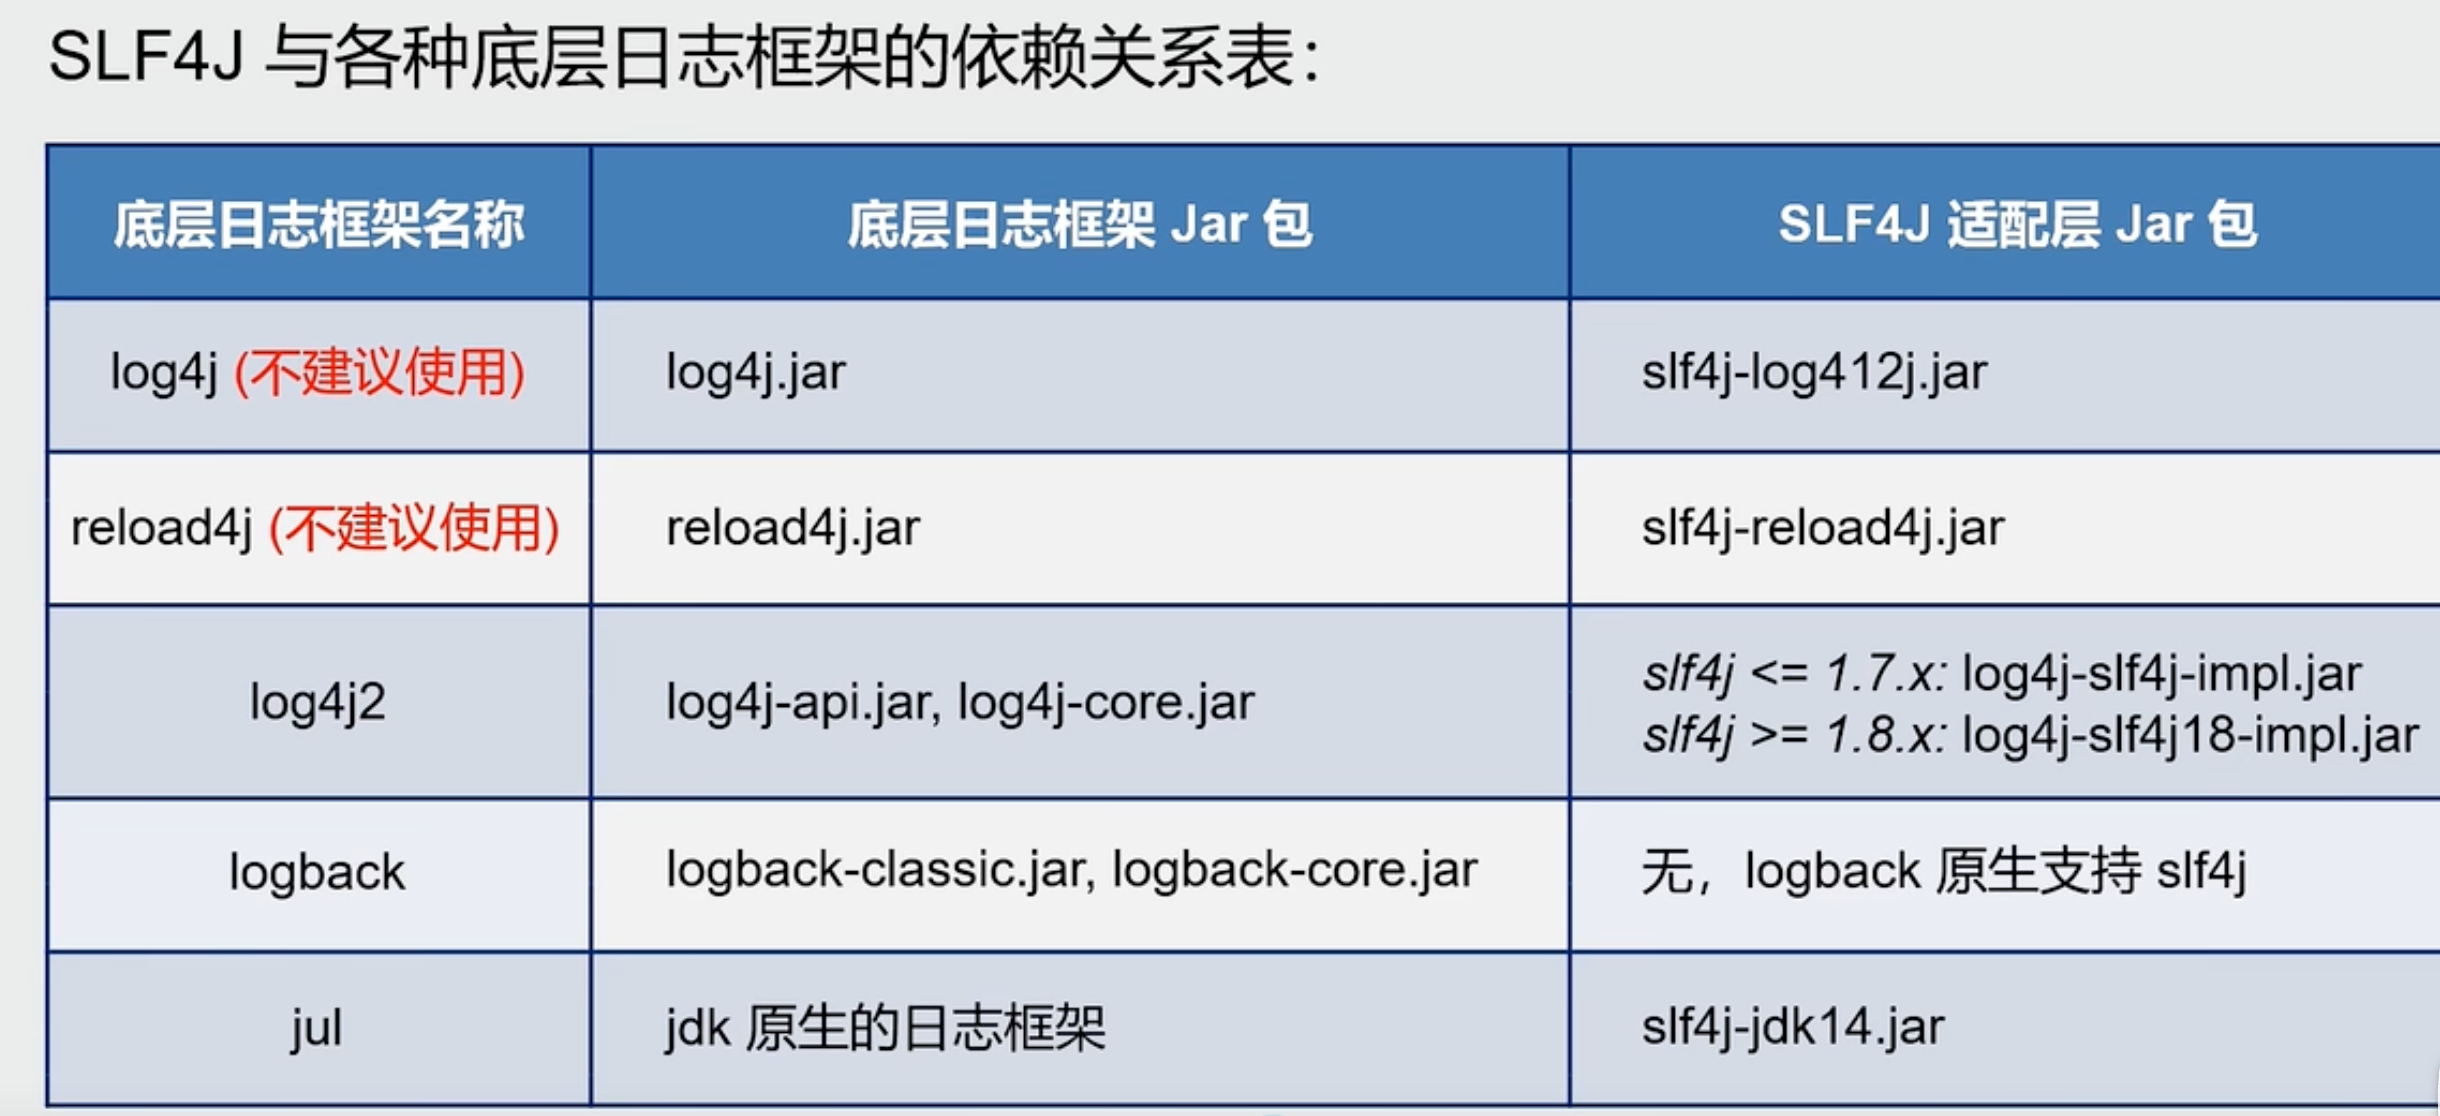 SLF4J 与各种底层日志框架的依赖关系表：
底层日志框架名称 底层日志框架 Jar 包 SLF4J 适配层 Jar 包
log4j (不建议使用) log4j.jar slf4j-log412j.jar
reload4j (不建议使用) reload4j.jar slf4j-reload4j.jar
log4j2 log4j-api.jar, log4j-core.jar slf4j <= 1.7.x: log4j-slf4j-impl.jar
slf4j >= 1.8.x: log4j-slf4j18-impl.jar
logback logback-classic.jar, logback-core.jar 无，logback 原生支持 slf4j
jul jdk 原生的日志框架 slf4j-jdk14.jar